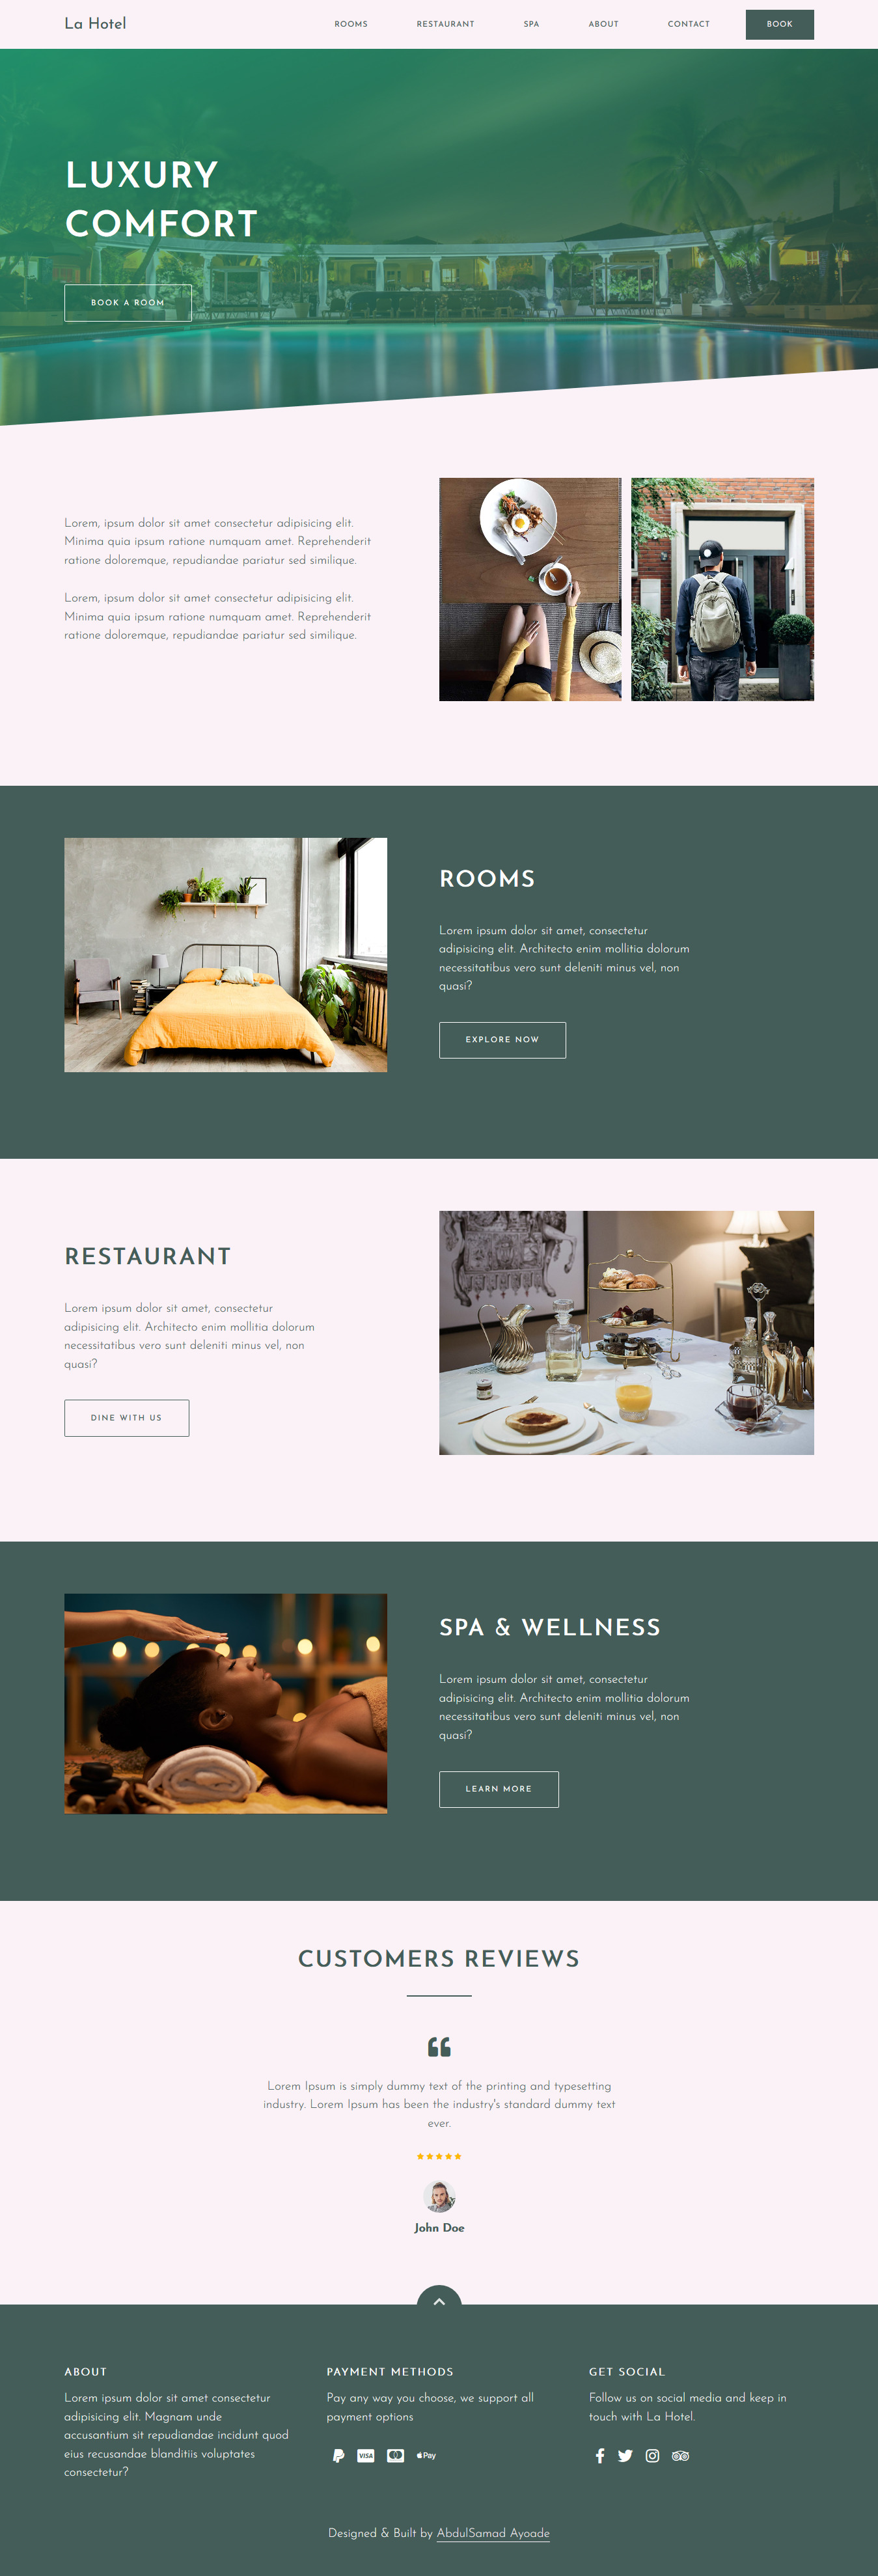 La Hotel
ROOMS
RESTAURANT
SPA
ABOUT
CONTACT
BOOK
LUXURY
COMFORT
BOOK A ROOM
Lorem, ipsum dolor sit amet consectetur adipisicing elit.
Minima quia ipsum ratione numquam amet. Reprehenderit
ratione doloremque, repudiandae pariatur sed similique.
Lorem ipsum dolor sit amet consectetur adipisicing elit.
Minima quia ipsum ratione numquam amet. Reprehenderit
ratione doloremque, repudiandae pariatur sed similique.
ROOMS
Lorem ipsum dolor sit amet, consectetur
adipisicing elit. Architecto enim mollitia dolorum
necessitatibus vero sunt deleniti minus vel, non
quasi?
EXPLORE NOW
RESTAURANT
Lorem ipsum dolor sit amet, consectetur
adipisicing elit. Architecto enim mollitia dolorum
necessitatibus vero sunt deleniti minus vel, non
quasi?
DINE WITH US
SPA & WELLNESS
Lorem ipsum dolor sit amet, consectetur
adipisicing elit. Architecto enim mollitia dolorum
necessitatibus vero sunt deleniti minus vel, non
quasi?
LEARN MORE
CUSTOMERS REVIEWS
Lorem Ipsum is simply dummy text of the printing and typesetting
industry. Lorem Ipsum has been the industry's standard dummy text
ever.
John Doe
ABOUT
Lorem ipsum dolor sit amet consectetur
adipisicing elit. Magnam unde
accusantium sit repudiandae incidunt quod
eius recusandae blanditiis voluptates
consectetur?
PAYMENT METHODS
Pay any way you choose, we support all
payment options
VISA
Pay
GET SOCIAL
Follow us on social media and keep in
touch with La Hotel.
Designed & Built by AbdulSamad Ayoade